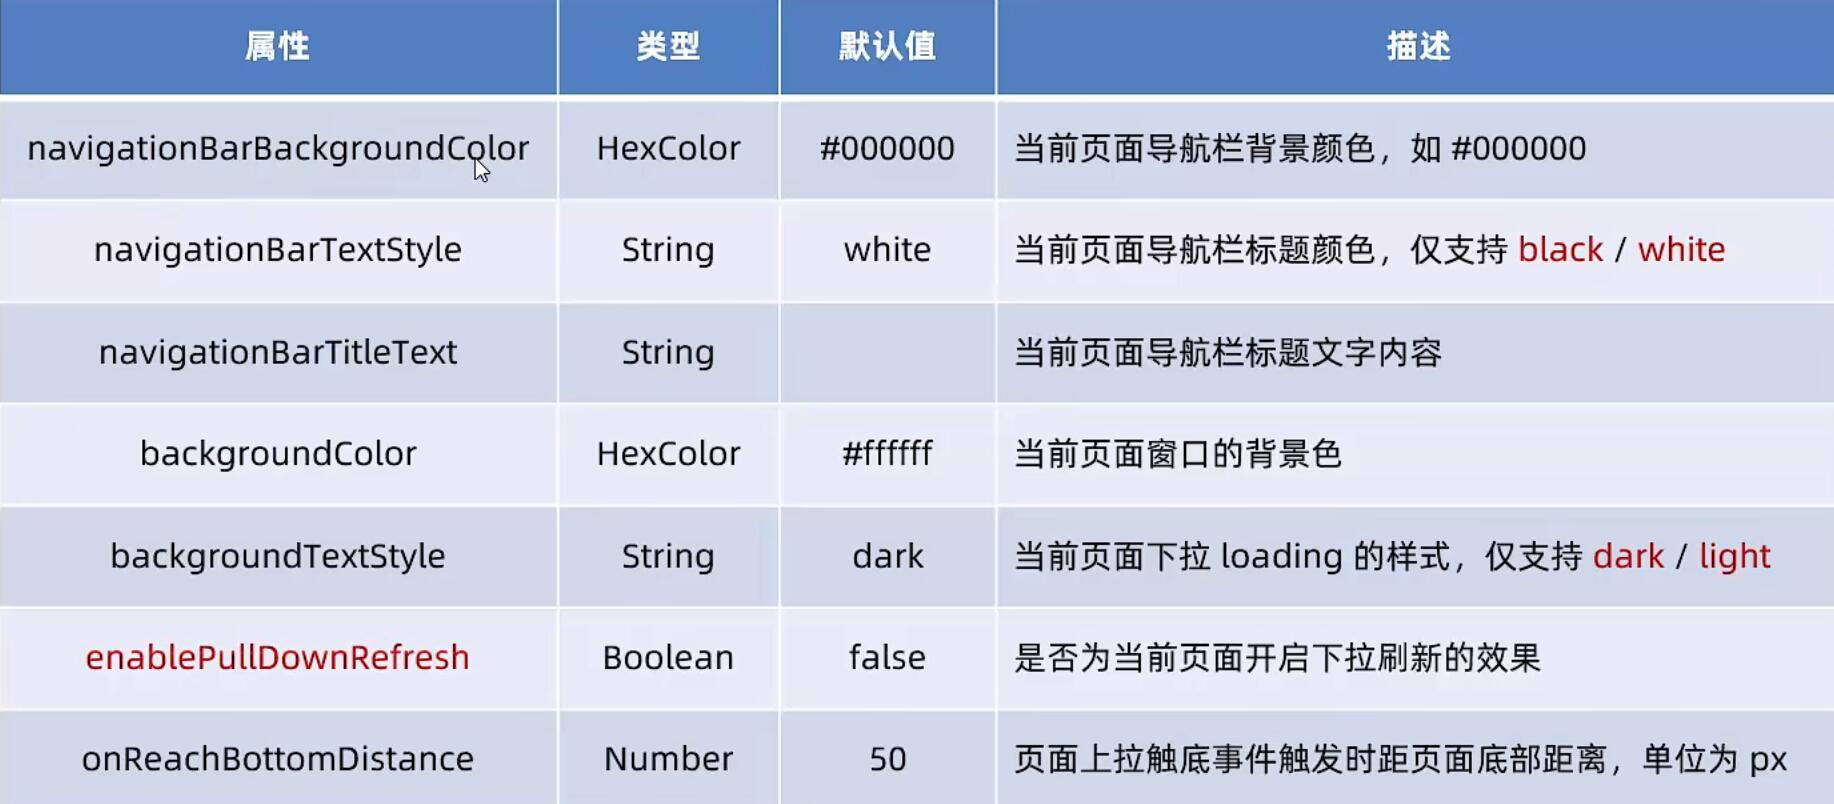 属性 类型 默认值 描述
navigationBarBackgroundColor HexColor #000000 当前页面导航栏背景颜色，如 #000000
navigationBarTextStyle String white 当前页面导航栏标题颜色，仅支持 black / white
navigationBarTitleText String 当前页面导航栏标题文字内容
backgroundColor HexColor #ffffff 当前页面窗口的背景色
backgroundTextStyle String dark 当前页面下拉 loading 的样式，仅支持 dark / light
enablePullDownRefresh Boolean false 是否为当前页面开启下拉刷新的效果
onReachBottomDistance Number 50 页面上拉触底事件触发时距页面底部距离，单位为 px